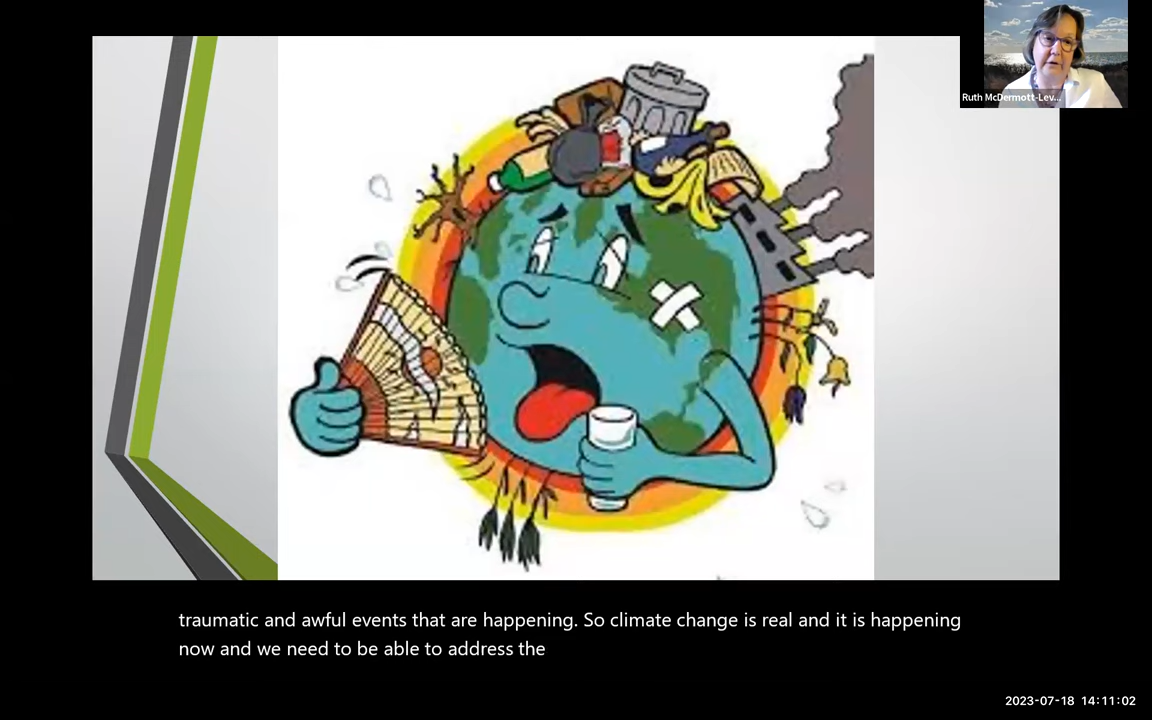 Ruth McDermott-Lev...
traumatic and awful events that are happening. So climate change is real and it is happening
now and we need to be able to address the
2023-07-18 14:11:02